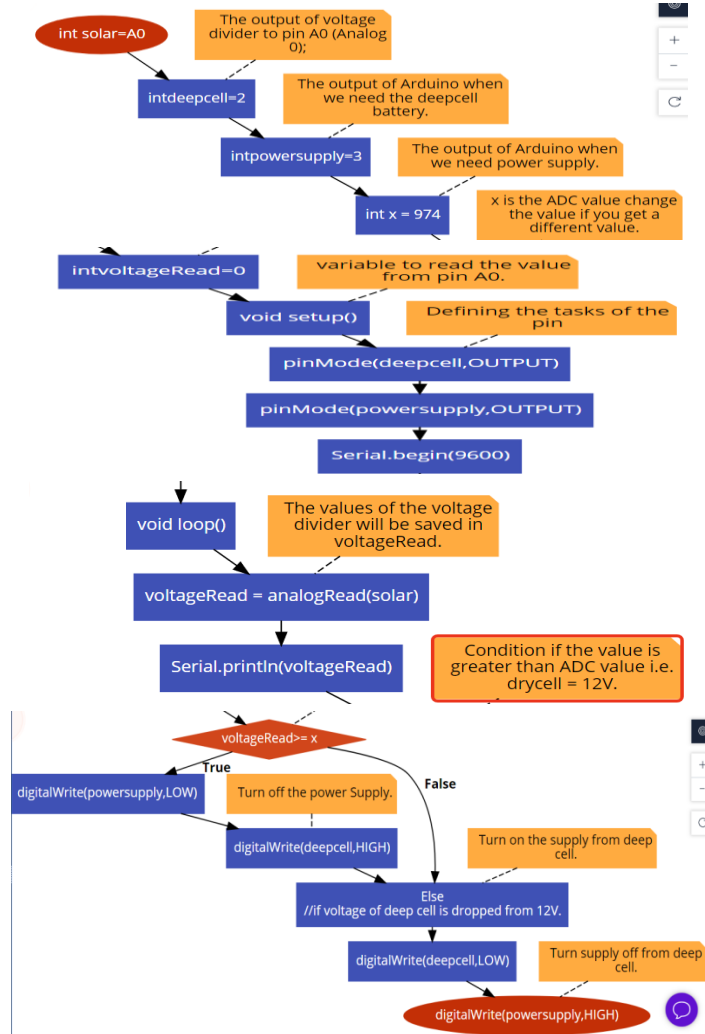 int solar=A0
The output of voltage
divider to pin A0 (Analog
0);
intdeepcell=2
The output of Arduino when
we need the deepcell
battery.
intpowersupply=3
The output of Arduino when
we need power supply.
int x = 974
x is the ADC value change
the value if you get a
different value.
intvoltageRead=0
variable to read the value
from pin A0.
void setup()
Defining the tasks of the
pin
pinMode(deepcell,OUTPUT)
pinMode(powersupply,OUTPUT)
Serial.begin(9600)
void loop()
The values of the voltage
divider will be saved in
voltageRead.
voltageRead = analogRead(solar)
Serial.println(voltageRead)
Condition if the value is
greater than ADC value i.e.
drycell = 12V.
voltageRead>= x
True
False
digitalWrite(powersupply,LOW)
Turn off the power Supply.
digitalWrite(deepcell,HIGH)
Turn on the supply from deep
cell.
Else
//if voltage of deep cell is dropped from 12V.
digitalWrite(deepcell,LOW)
Turn supply off from deep
cell.
digitalWrite(powersupply,HIGH)